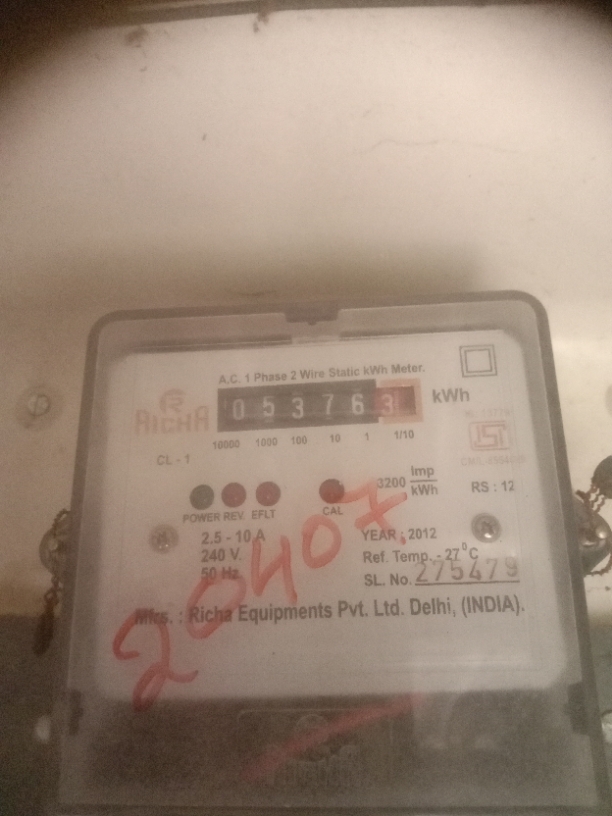 A.C. 1 Phase 2 Wire Static kWh Meter.
R
RICHA
0 5 3 7 6 3 kWh
10000 1000 100 10 1 1/10
CL - 1
ISI
3200 Imp/kWh
RS : 12
POWER REV. EFLT CAL
2.5 - 10 A
240 V.
50 Hz
YEAR : 2012
Ref. Temp. - 27°C
SL. No. 275479
20407
Mfrs. : Richa Equipments Pvt. Ltd. Delhi, (INDIA).